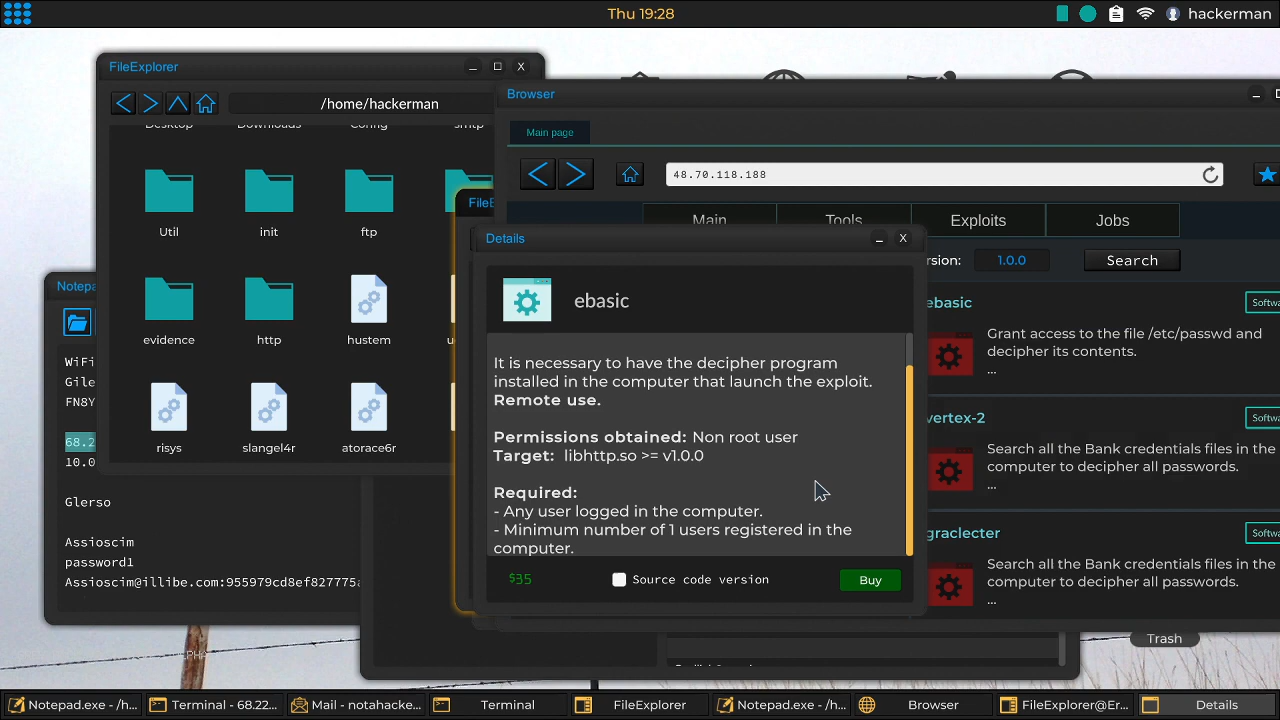 Thu 19:28
hackerman
FileExplorer
/home/hackerman
Desktop
Downloads
Config
smtp
Util
init
ftp
evidence
http
hustem
risys
slangel4r
atorace6r
Browser
Main page
48.70.118.188
Main
Tools
Exploits
Jobs
1.0.0
Search
ebasic
Grant access to the file /etc/passwd and
decipher its contents.
...
vertex-2
Search all the Bank credentials files in the
computer to decipher all passwords.
...
graclecter
Search all the Bank credentials files in the
computer to decipher all passwords.
...
Details
ebasic
It is necessary to have the decipher program
installed in the computer that launch the exploit.
Remote use.
Permissions obtained: Non root user
Target: libhttp.so >= v1.0.0
Required:
- Any user logged in the computer.
- Minimum number of 1 users registered in the
computer.
$35
Source code version
Buy
WiFi
Gile
FN8Y
68.2
10.0
Glerso
Assioscim
password1
Assioscim@illibe.com:955979cd8ef827775a
Trash
Notepad.exe - /h...
Terminal - 68.22...
Mail - notahacke...
Terminal
FileExplorer
Notepad.exe - /h...
Browser
FileExplorer@Er...
Details